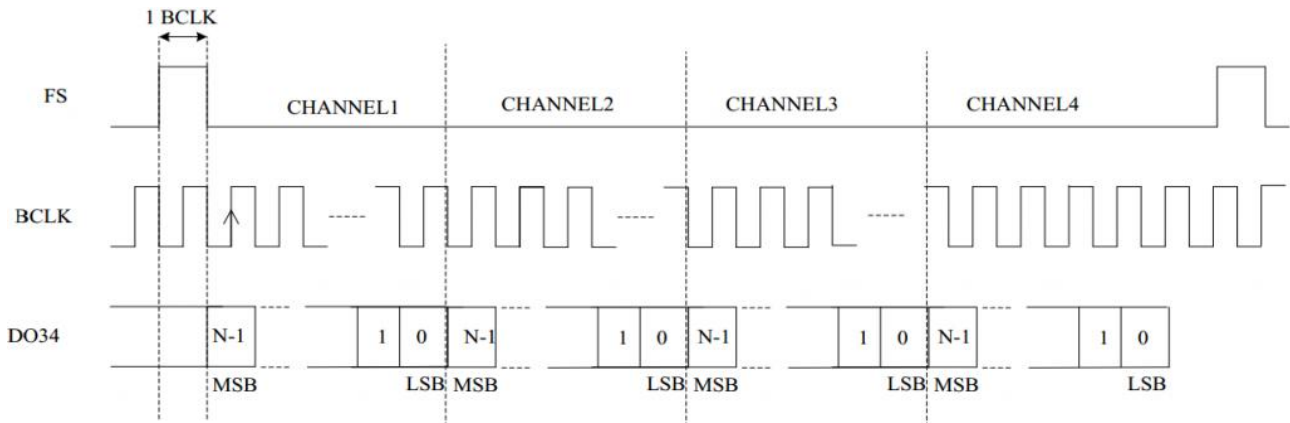 1 BCLK
FS
CHANNEL1 CHANNEL2 CHANNEL3 CHANNEL4
BCLK
DO34
N-1 1 0 N-1 1 0 N-1 1 0 N-1 1 0
MSB LSB MSB LSB MSB LSB MSB LSB